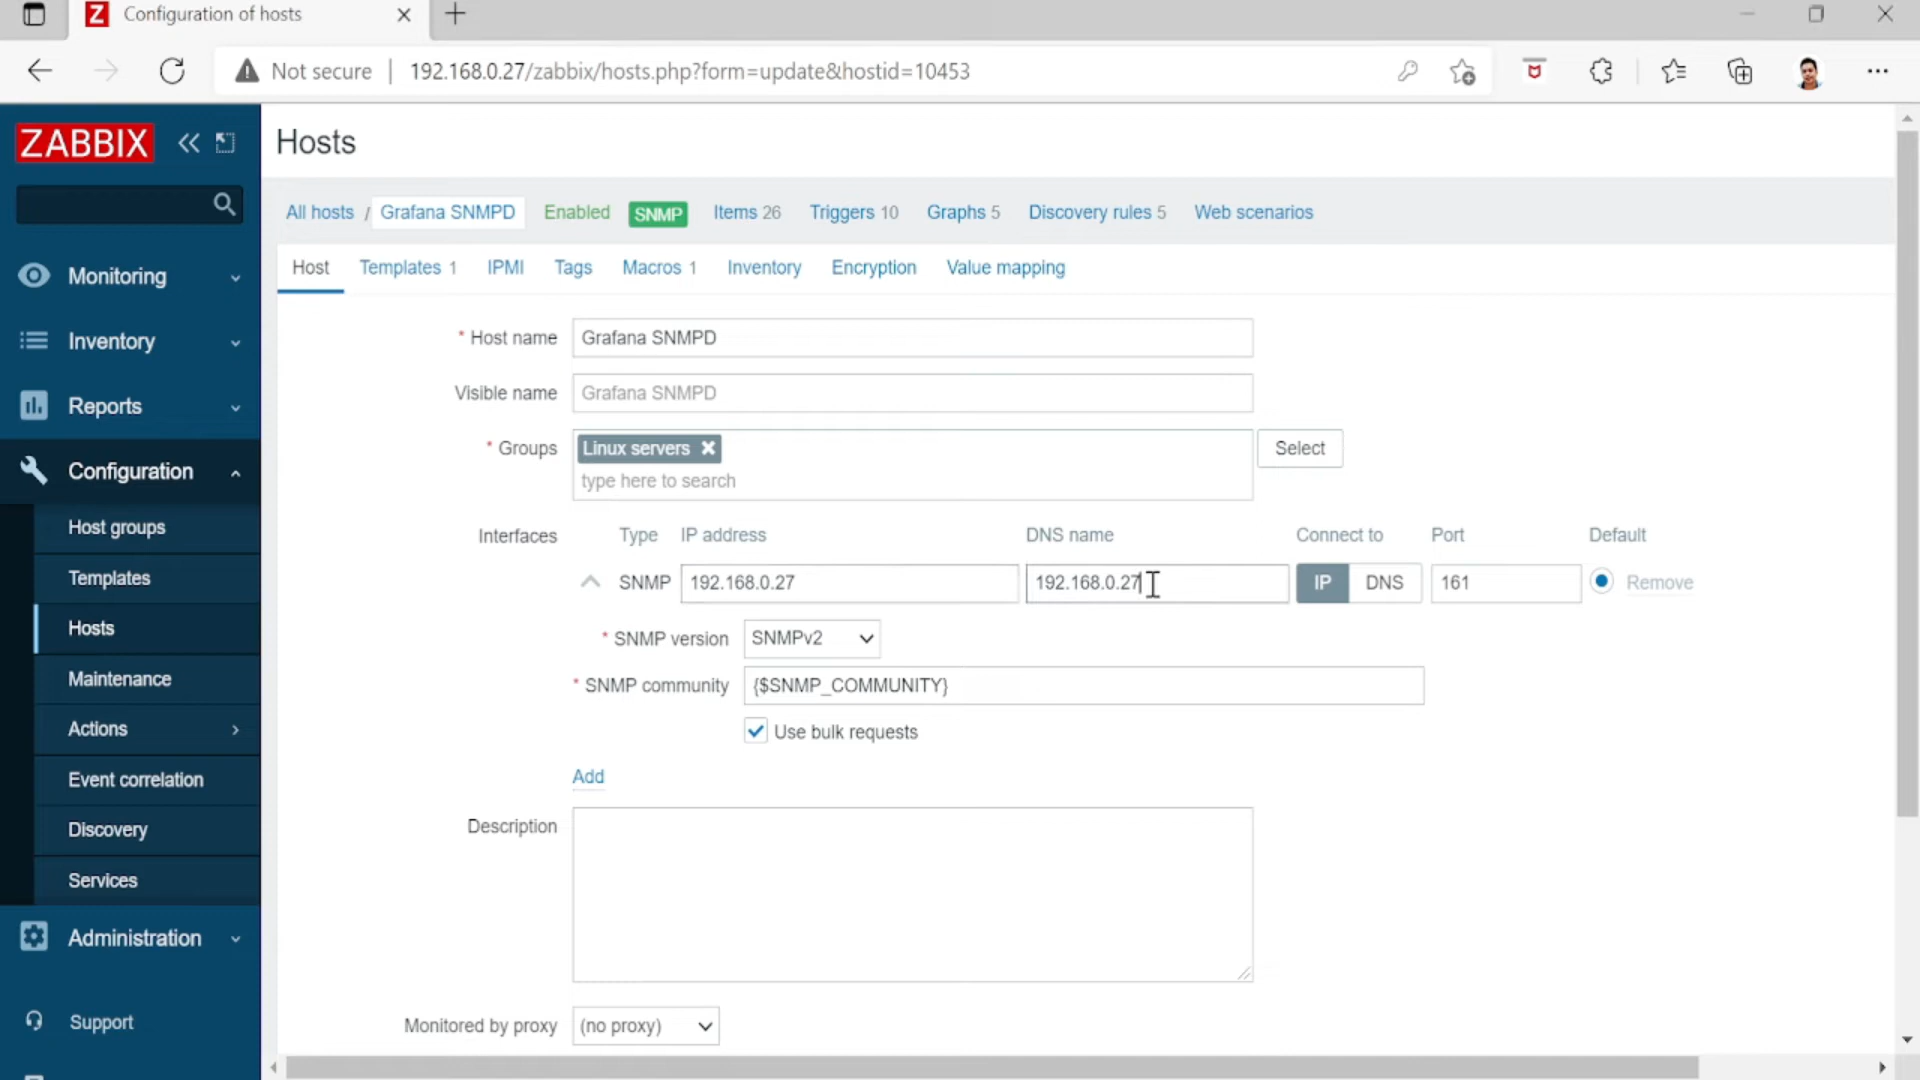 Configuration of hosts
Not secure | 192.168.0.27/zabbix/hosts.php?form=update&hostid=10453
ZABBIX
Hosts
All hosts / Grafana SNMPD Enabled SNMP Items 26 Triggers 10 Graphs 5 Discovery rules 5 Web scenarios
Host Templates 1 IPMI Tags Macros 1 Inventory Encryption Value mapping
Monitoring
Inventory
Reports
Configuration
Host groups
Templates
Hosts
Maintenance
Actions
Event correlation
Discovery
Services
Administration
Support
* Host name Grafana SNMPD
Visible name Grafana SNMPD
* Groups Linux servers Select
type here to search
Interfaces Type IP address DNS name Connect to Port Default
SNMP 192.168.0.27 192.168.0.27 IP DNS 161 Remove
* SNMP version SNMPv2
* SNMP community {$SNMP_COMMUNITY}
Use bulk requests
Add
Description
Monitored by proxy (no proxy)